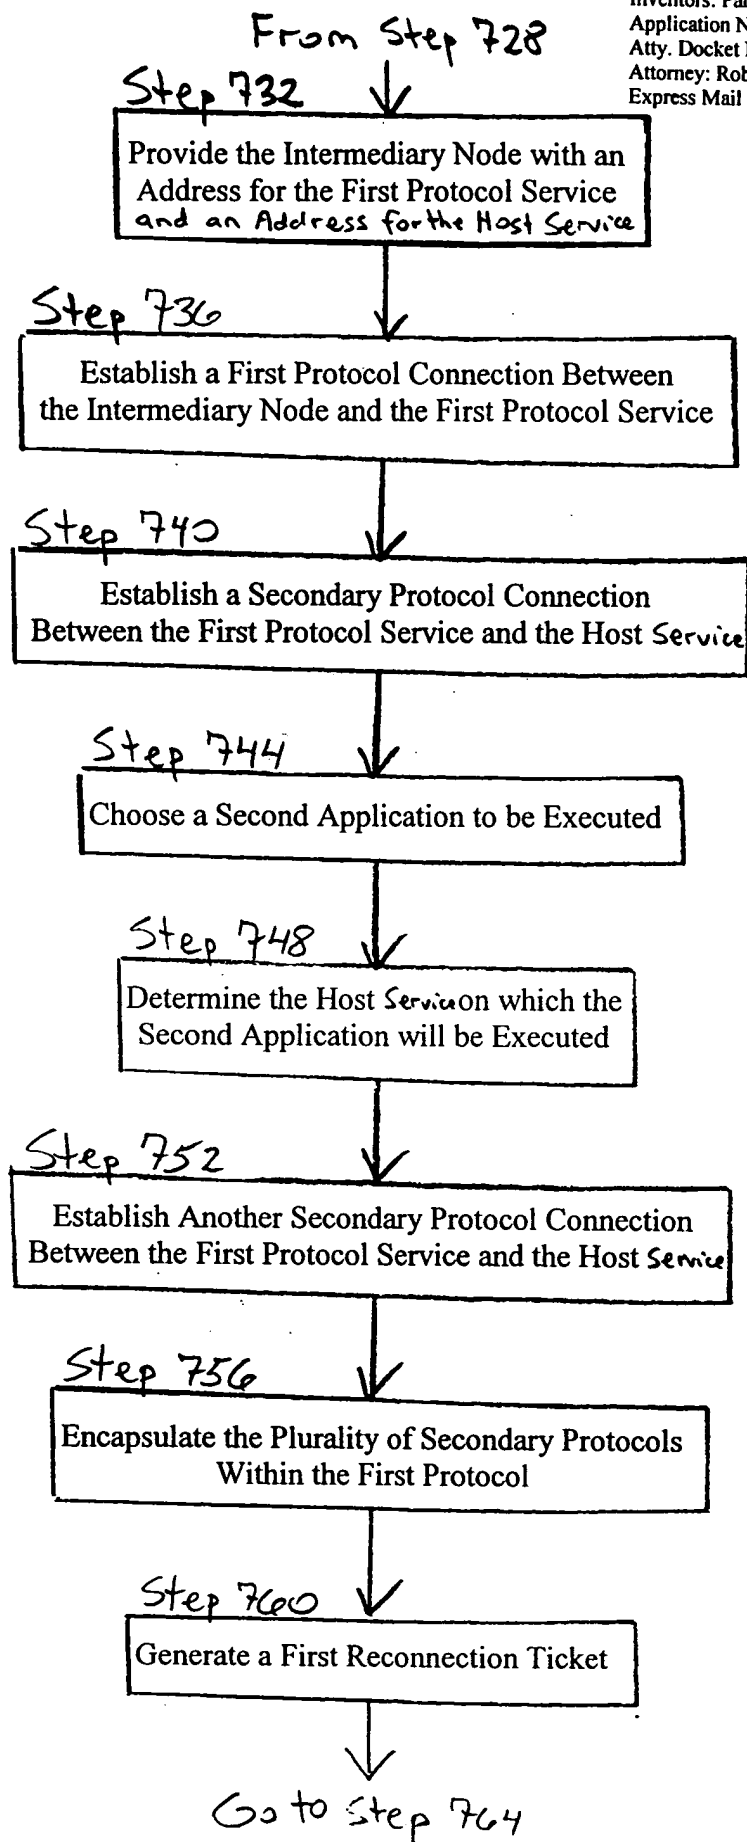 Inventors: 
Application N
Atty. Docket
Attorney: Rob
Express Mail
From Step 728
Step 732
Provide the Intermediary Node with an
Address for the First Protocol Service
and an Address for the Host Service
Step 736
Establish a First Protocol Connection Between
the Intermediary Node and the First Protocol Service
Step 740
Establish a Secondary Protocol Connection
Between the First Protocol Service and the Host Service
Step 744
Choose a Second Application to be Executed
Step 748
Determine the Host Service on which the
Second Application will be Executed
Step 752
Establish Another Secondary Protocol Connection
Between the First Protocol Service and the Host Service
Step 756
Encapsulate the Plurality of Secondary Protocols
Within the First Protocol
Step 760
Generate a First Reconnection Ticket
Go to Step 764